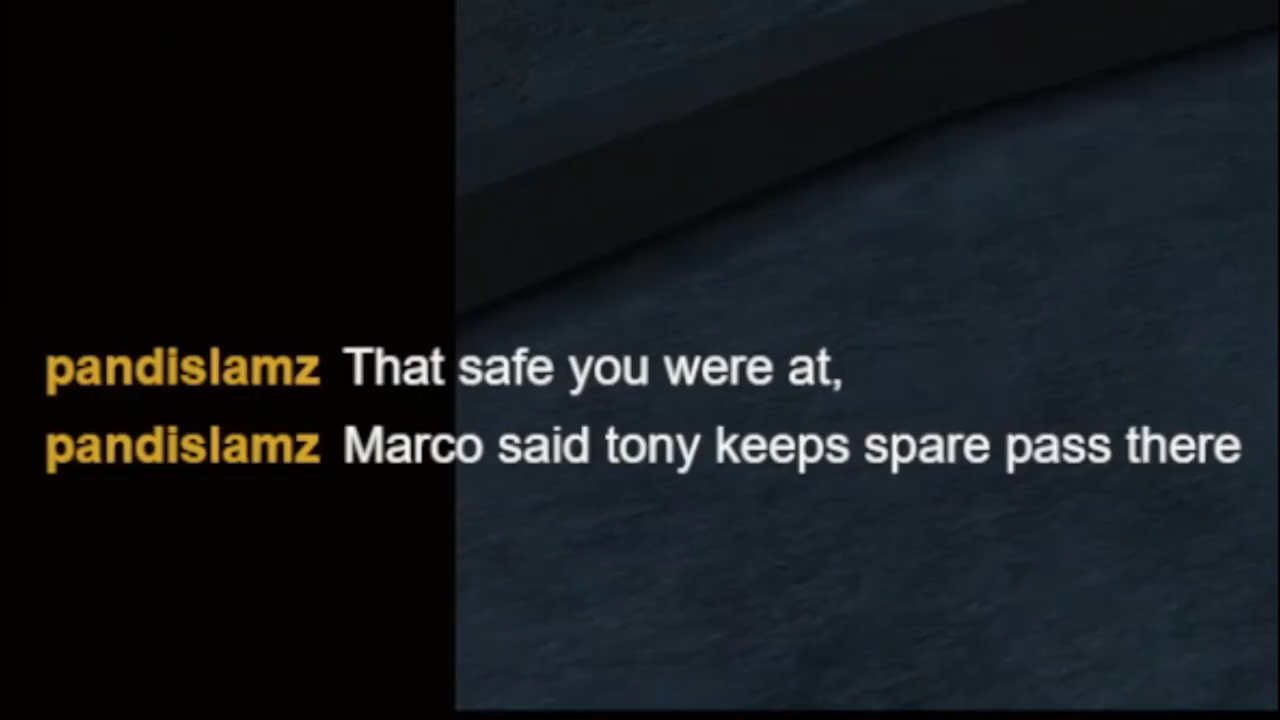 pandislamz That safe you were at,
pandislamz Marco said tony keeps spare pass there